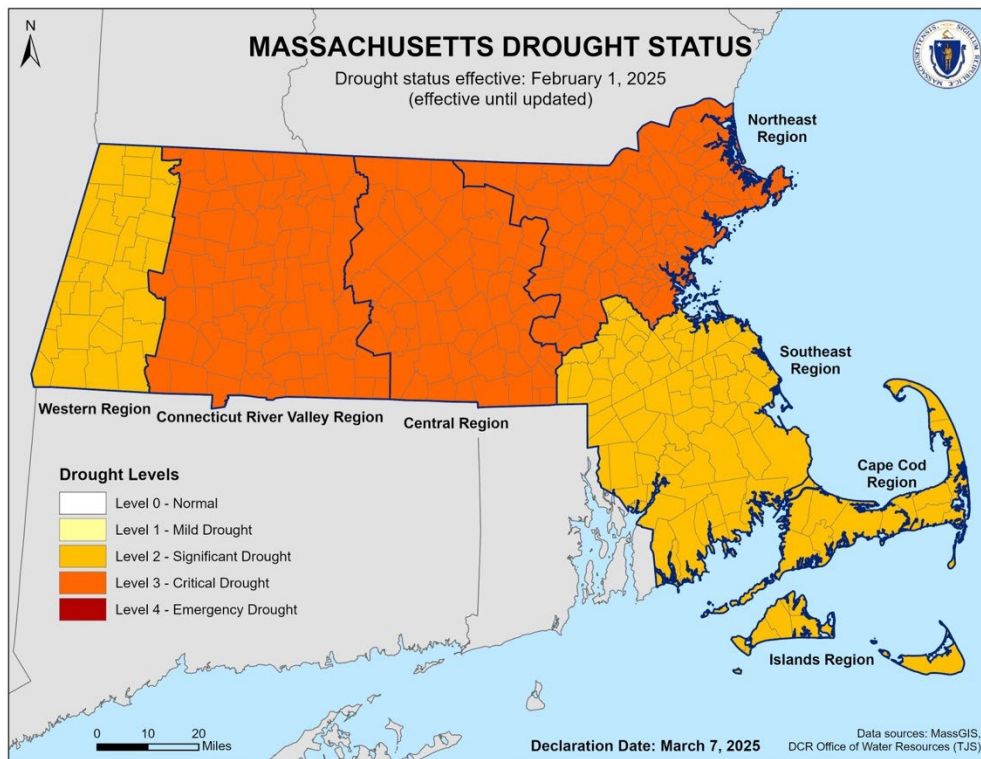 N
MASSACHUSETTS DROUGHT STATUS
Drought status effective: February 1, 2025
(effective until updated)
Northeast
Region
Southeast
Region
Western Region
Connecticut River Valley Region
Central Region
Cape Cod
Region
Drought Levels
Level 0 - Normal
Level 1 - Mild Drought
Level 2 - Significant Drought
Level 3 - Critical Drought
Level 4 - Emergency Drought
Islands Region
0 10 20
Miles
Declaration Date: March 7, 2025
Data sources: MassGIS,
DCR Office of Water Resources (TJS)